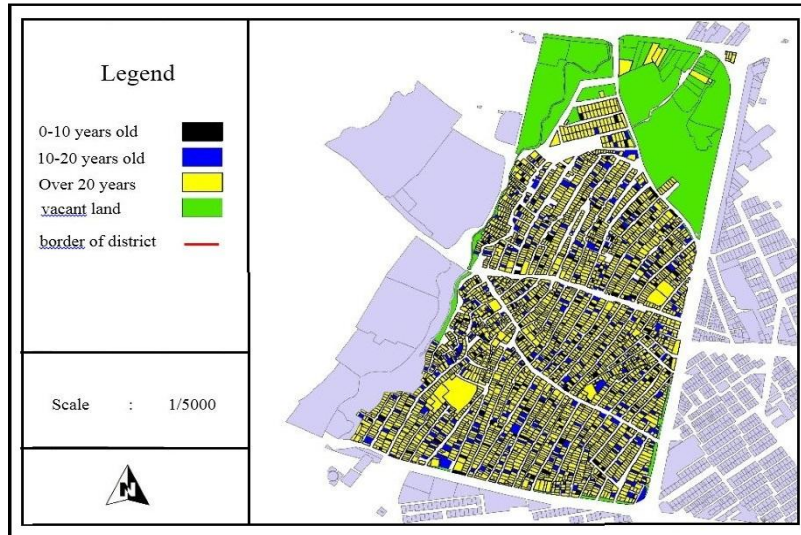 Legend
0-10 years old
10-20 years old
Over 20 years
vacant land
border of district
Scale : 1/5000
N